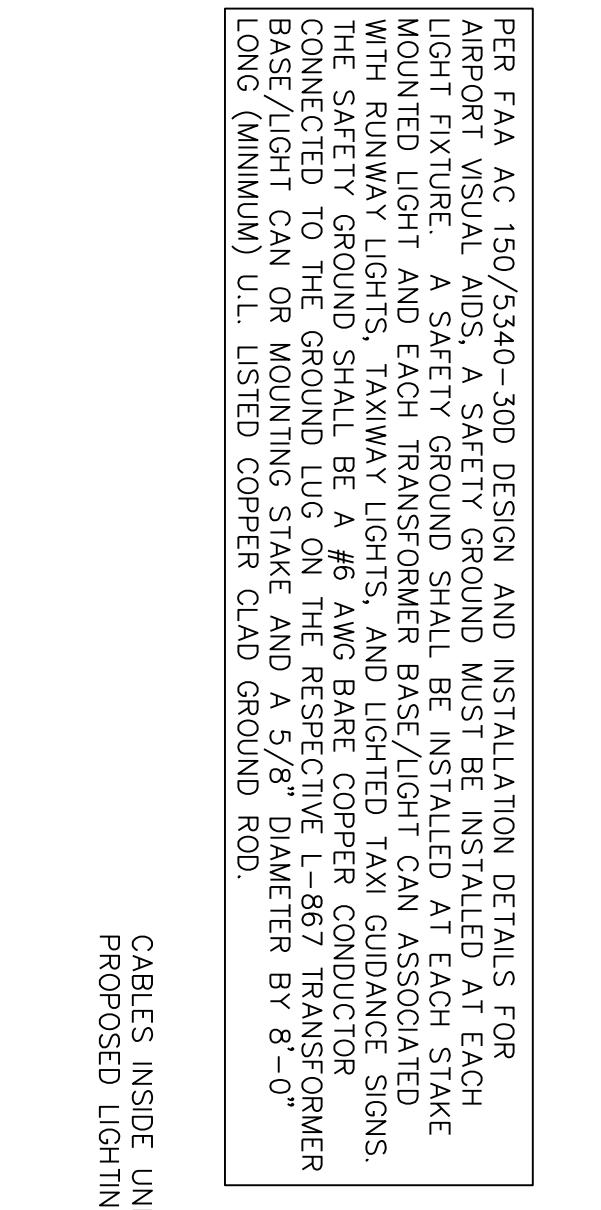 PER FAA AC 150/5340-30D DESIGN AND INSTALLATION DETAILS FOR
AIRPORT VISUAL AIDS, A SAFETY GROUND MUST BE INSTALLED AT EACH
LIGHT FIXTURE. A SAFETY GROUND SHALL BE INSTALLED AT EACH STAKE
MOUNTED LIGHT AND EACH TRANSFORMER BASE/LIGHT CAN ASSOCIATED
WITH RUNWAY LIGHTS, TAXIWAY LIGHTS, AND LIGHTED TAXI GUIDANCE SIGNS.
THE SAFETY GROUND SHALL BE A #6 AWG BARE COPPER CONDUCTOR
CONNECTED TO THE GROUND LUG ON THE RESPECTIVE L-867 TRANSFORMER
BASE/LIGHT CAN OR MOUNTING STAKE AND A 5/8" DIAMETER BY 8'-0"
LONG (MINIMUM) U.L. LISTED COPPER CLAD GROUND ROD.
CABLES INSIDE
PROPOSED